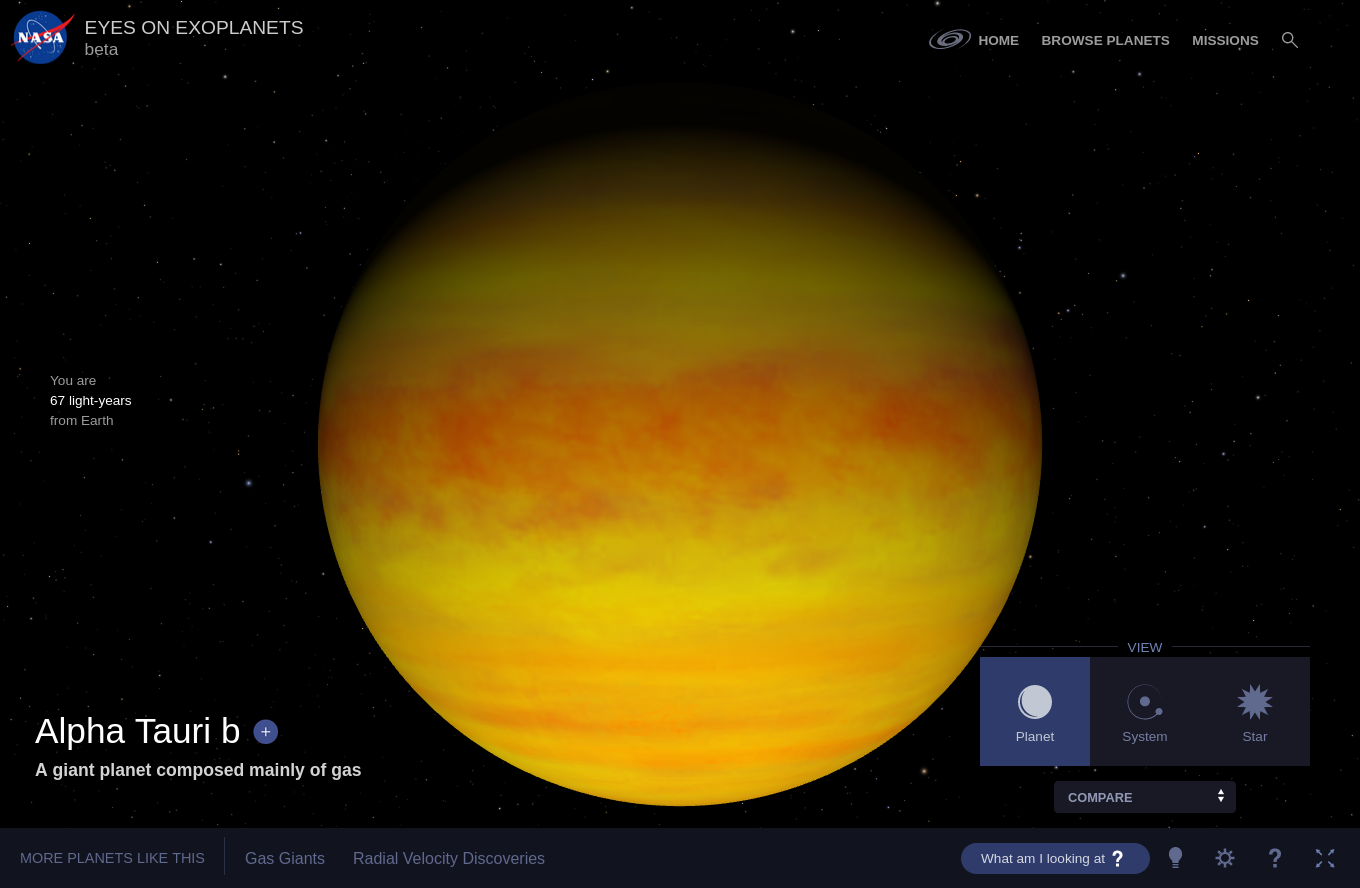 NASA
EYES ON EXOPLANETS
beta
HOME
BROWSE PLANETS
MISSIONS
You are
67 light-years
from Earth
VIEW
Planet
System
Star
Alpha Tauri b +
A giant planet composed mainly of gas
COMPARE
MORE PLANETS LIKE THIS
Gas Giants
Radial Velocity Discoveries
What am I looking at ?
?